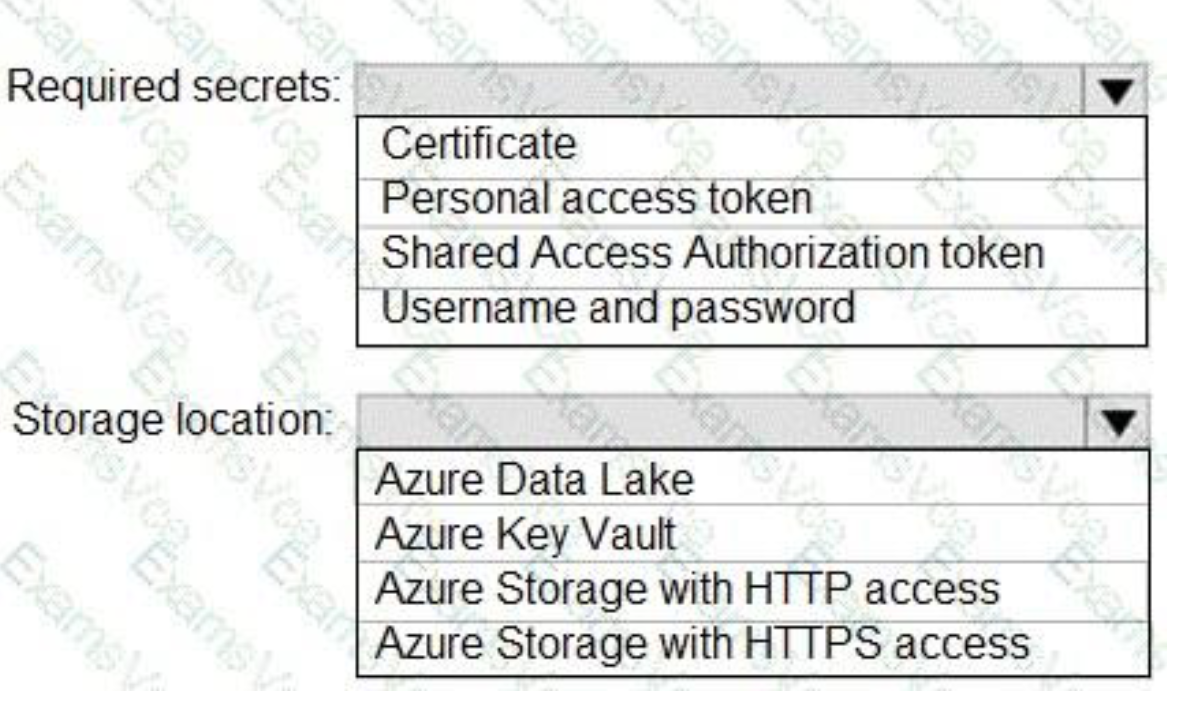 Required secrets:
Certificate
Personal access token
Shared Access Authorization token
Username and password
Storage location:
Azure Data Lake
Azure Key Vault
Azure Storage with HTTP access
Azure Storage with HTTPS access
ExamsVce